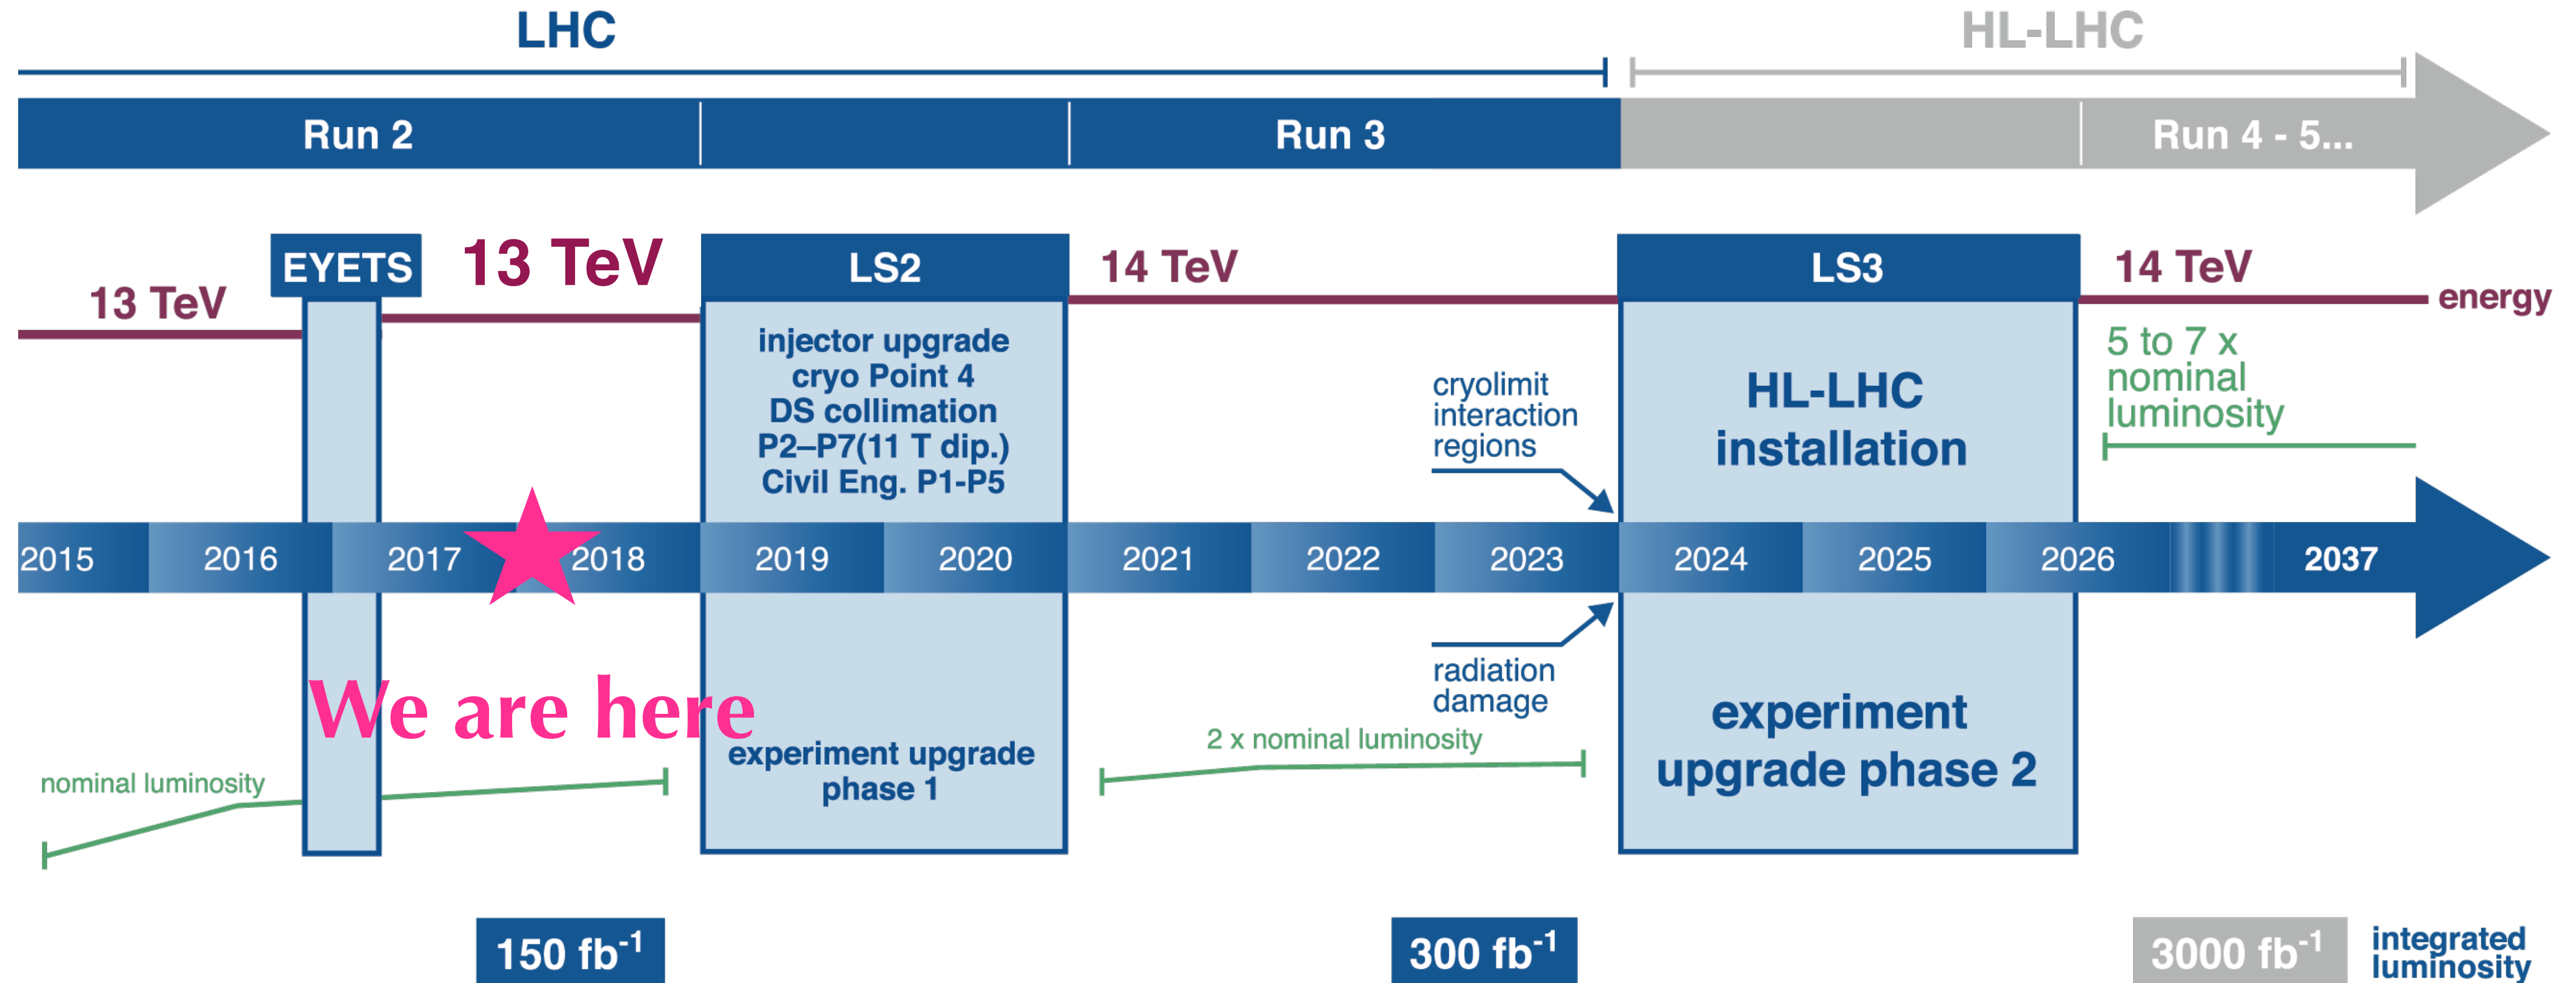 LHC
HL-LHC
Run 2
Run 3
Run 4 - 5...
EYETS
13 TeV
LS2
14 TeV
LS3
14 TeV
13 TeV
energy
injector upgrade
cryo Point 4
DS collimation
P2–P7(11 T dip.)
Civil Eng. P1-P5
cryolimit
interaction
regions
HL-LHC
installation
5 to 7 x
nominal
luminosity
2015
2016
2017
2018
2019
2020
2021
2022
2023
2024
2025
2026
2037
We are here
radiation
damage
nominal luminosity
experiment upgrade
phase 1
2 x nominal luminosity
experiment
upgrade phase 2
150 fb-1
300 fb-1
3000 fb-1
integrated
luminosity